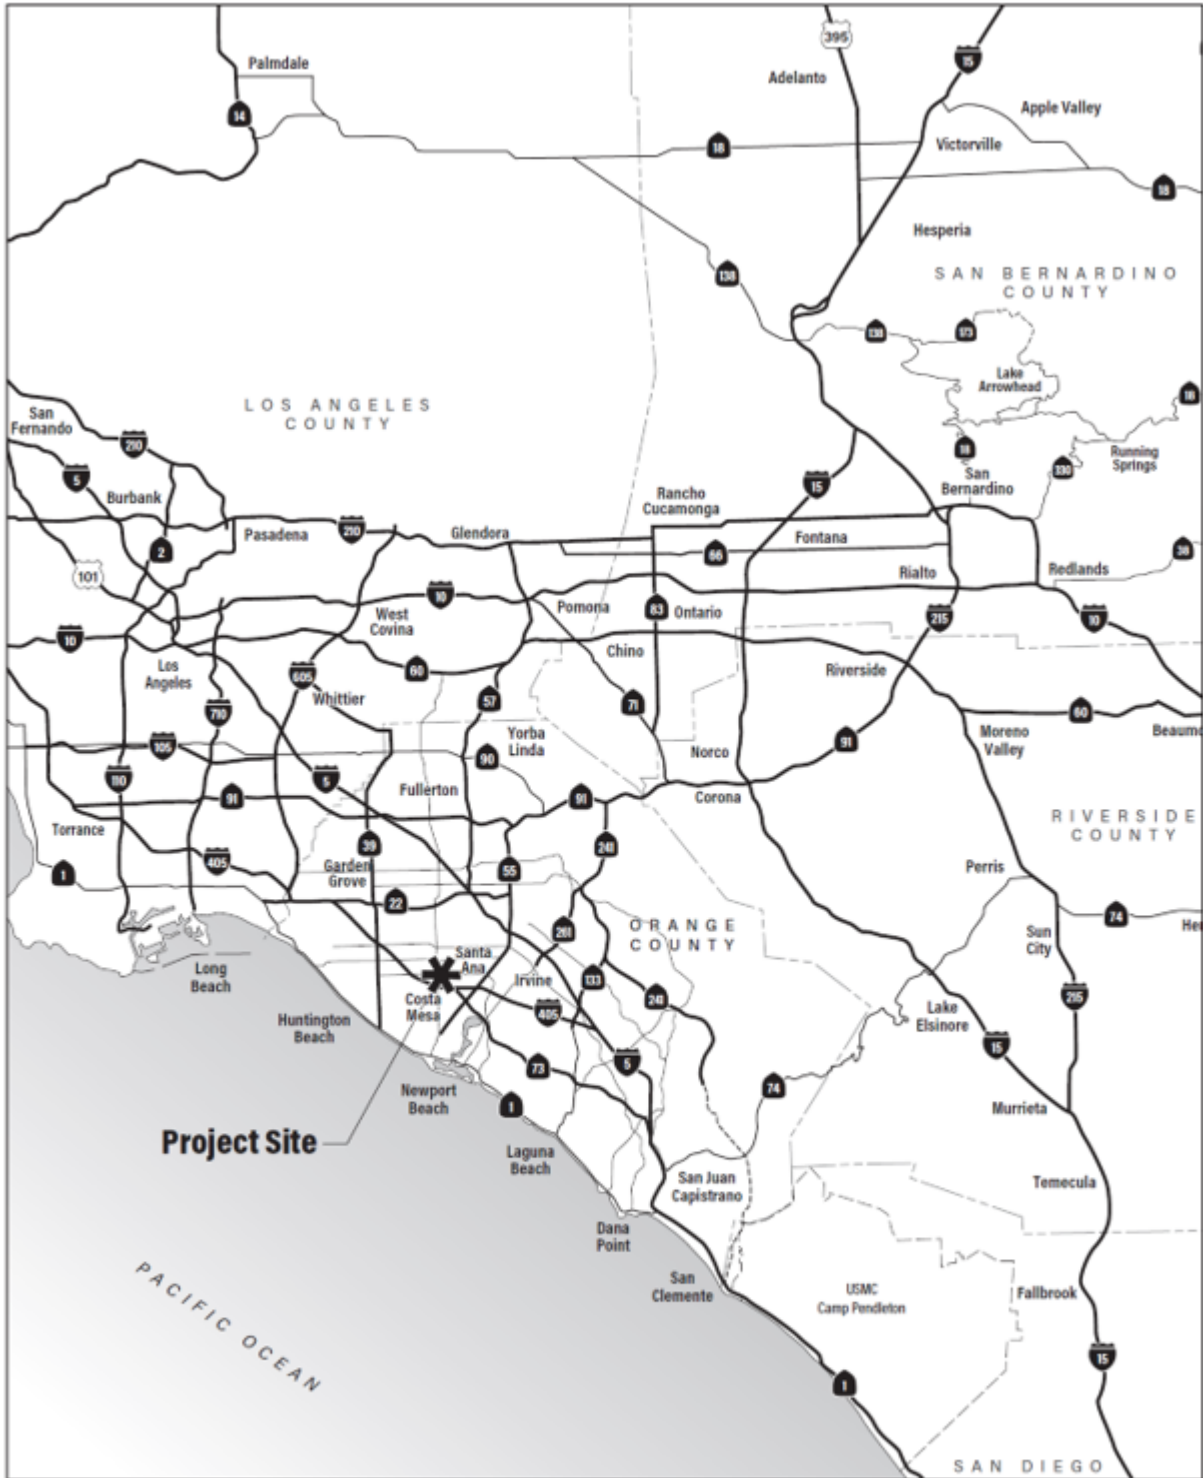 395
15
Palmdale
Adelanto
14
Apple Valley
18
Victorville
18
Hesperia
138
SAN BERNARDINO
COUNTY
138
173
Lake
Arrowhead
18
LOS ANGELES
COUNTY
San
Fernando
210
5
18
330
Running
Springs
San
Bernardino
15
Burbank
Rancho
Cucamonga
2
Pasadena
210
Glendora
66
Fontana
38
101
Rialto
Redlands
10
West
Covina
Pomona
83
Ontario
215
10
10
Los
Angeles
60
Chino
Riverside
605
Whittier
57
71
710
60
105
Yorba
Linda
90
Norco
91
Moreno
Valley
Beaumo
110
5
Fullerton
91
91
Corona
Torrance
RIVERSIDE
COUNTY
405
39
241
1
Garden
Grove
55
Perris
22
74
He
261
ORANGE
COUNTY
Sun
City
Santa
Ana
Long
Beach
Irvine
133
Costa
Mesa
241
215
Huntington
Beach
405
Lake
Elsinore
15
73
5
74
Newport
Beach
1
Murrieta
Project Site
Laguna
Beach
San Juan
Capistrano
Temecula
Dana
Point
PACIFIC OCEAN
San
Clemente
USMC
Camp Pendleton
Fallbrook
15
1
SAN DIEGO